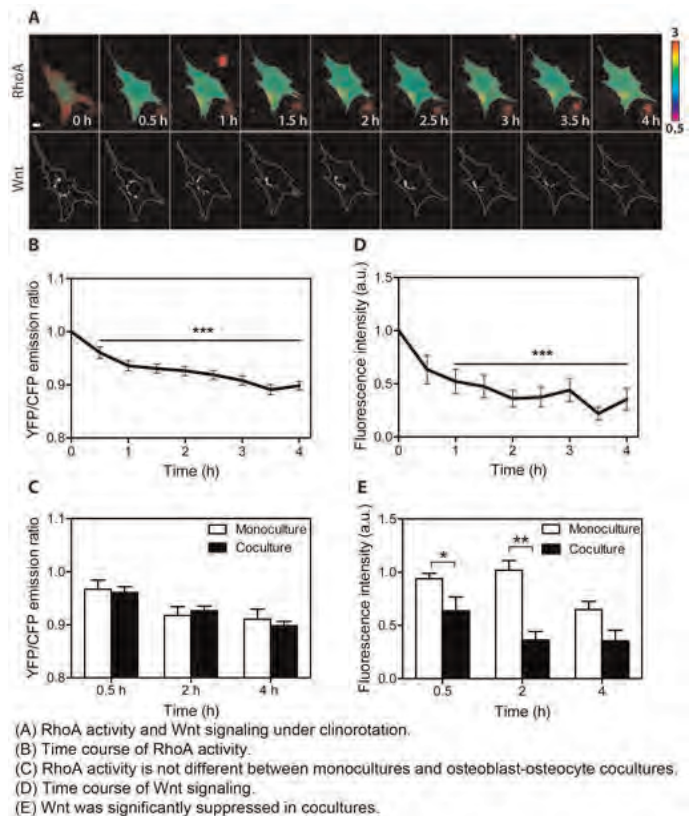 A
RhoA
0 h
0.5 h
1 h
1.5 h
2 h
2.5 h
3 h
3.5 h
4 h
3
0.5
Wnt
B
YFP/CFP emission ratio
1.1
1.0
0.9
0.8
***
0
1
2
3
4
Time (h)
D
Fluorescence intensity (a.u.)
1.5
1.0
0.5
0.0
***
0
1
2
3
4
Time (h)
C
YFP/CFP emission ratio
1.1
1.0
0.9
0.8
Monoculture
Coculture
0.5 h
2 h
4 h
Time (h)
E
Fluorescence intensity (a.u.)
1.5
1.0
0.5
0.0
Monoculture
Coculture
*
**
0.5
2
4
Time (h)
(A) RhoA activity and Wnt signaling under clinorotation.
(B) Time course of RhoA activity.
(C) RhoA activity is not different between monocultures and osteoblast-osteocyte cocultures.
(D) Time course of Wnt signaling.
(E) Wnt was significantly suppressed in cocultures.